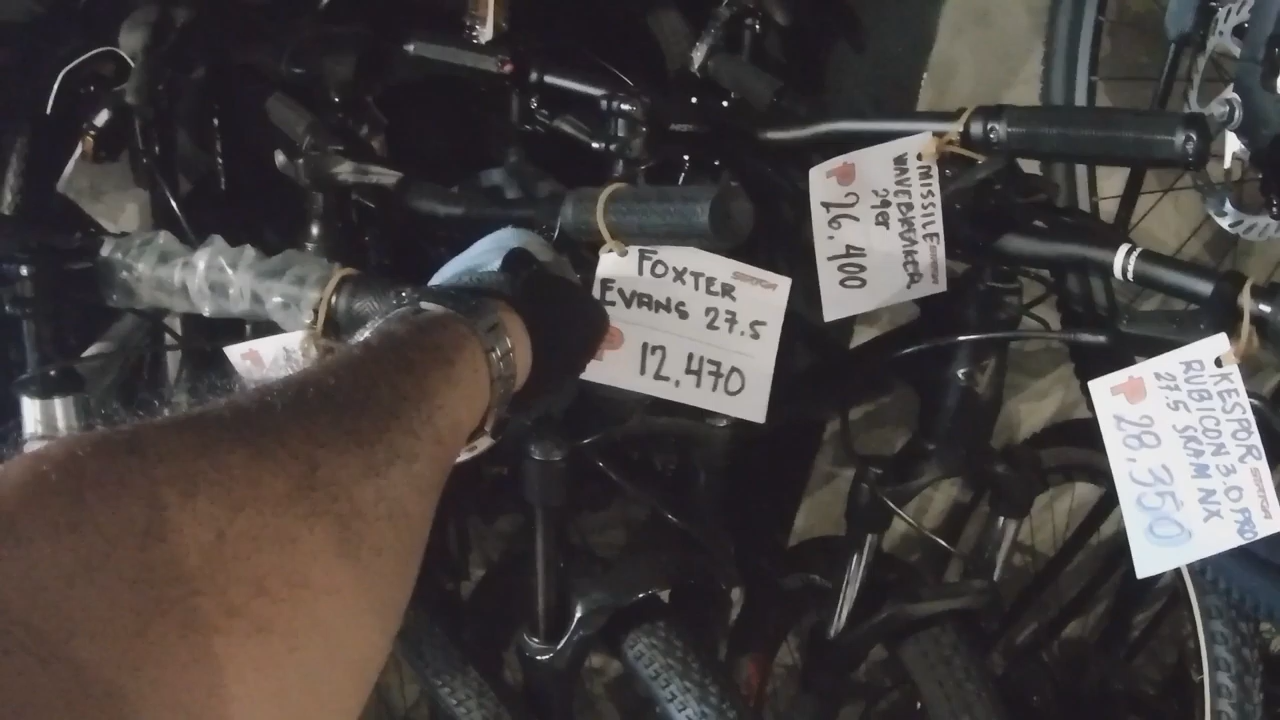 FOXTER
EVANS 27.5
₱ 12.470
MISSILE
WAVEBREAKER
29er
₱ 26.400
KESPOR
RUBICON 3.0 PRO
27.5 SRAM NX
₱ 28,350